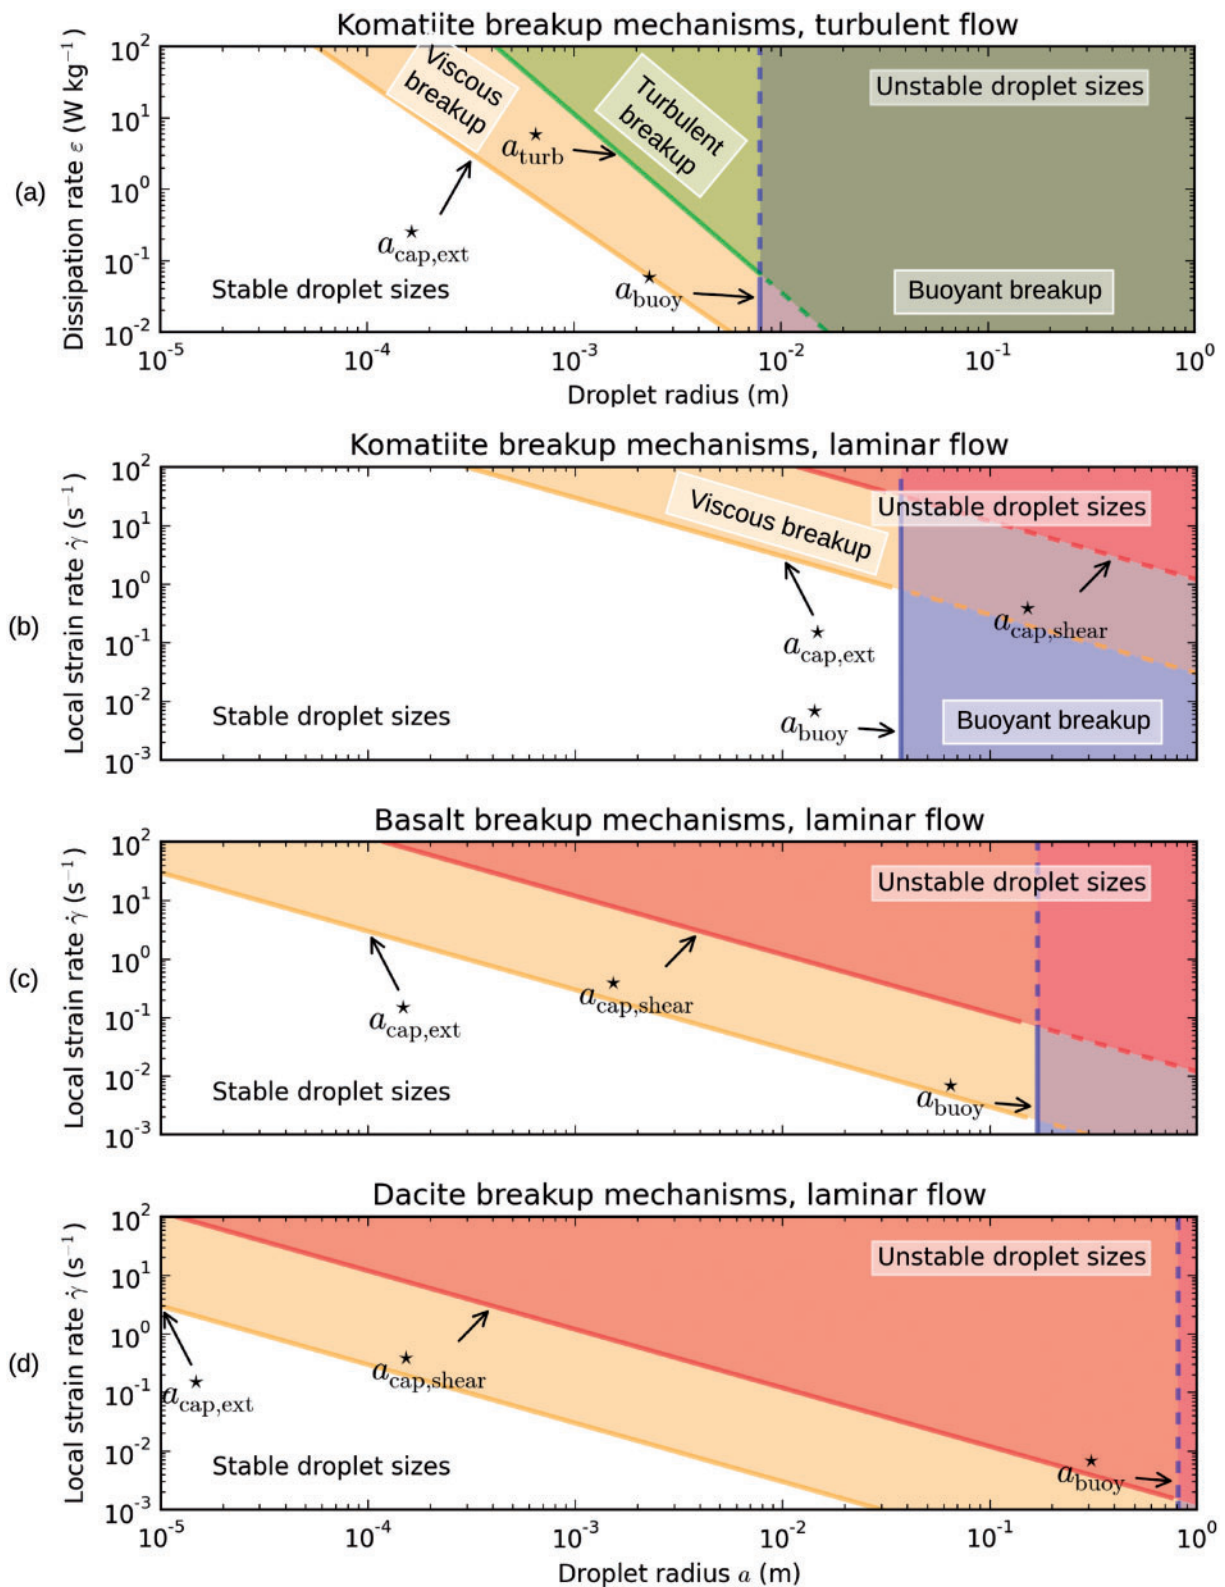 Komatiite breakup mechanisms, turbulent flow
(a)
Dissipation rate ε (W kg⁻¹)
10²
10¹
10⁰
10⁻¹
10⁻²
Viscous
breakup
Turbulent
breakup
Unstable droplet sizes
a★turb
a★cap,ext
a★buoy
Stable droplet sizes
Buoyant breakup
10⁻⁵ 10⁻⁴ 10⁻³ 10⁻² 10⁻¹ 10⁰
Droplet radius (m)
Komatiite breakup mechanisms, laminar flow
(b)
Local strain rate γ̇ (s⁻¹)
10²
10¹
10⁰
10⁻¹
10⁻²
10⁻³
Viscous breakup
Unstable droplet sizes
a★cap,ext
a★cap,shear
a★buoy
Stable droplet sizes
Buoyant breakup
Basalt breakup mechanisms, laminar flow
(c)
Local strain rate γ̇ (s⁻¹)
10²
10¹
10⁰
10⁻¹
10⁻²
10⁻³
Unstable droplet sizes
a★cap,ext
a★cap,shear
a★buoy
Stable droplet sizes
Dacite breakup mechanisms, laminar flow
(d)
Local strain rate γ̇ (s⁻¹)
10²
10¹
10⁰
10⁻¹
10⁻²
10⁻³
Unstable droplet sizes
a★cap,ext
a★cap,shear
a★buoy
Stable droplet sizes
10⁻⁵ 10⁻⁴ 10⁻³ 10⁻² 10⁻¹ 10⁰
Droplet radius a (m)